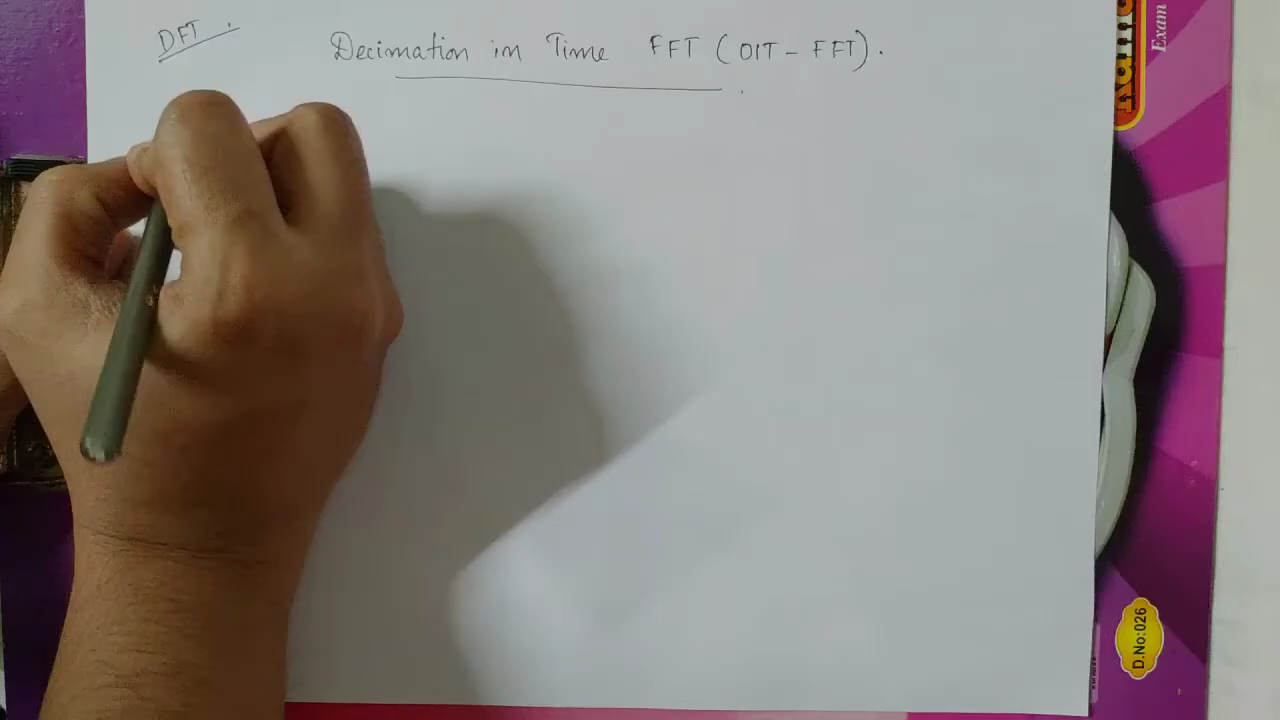 DFT.
Decimation in Time FFT (DIT - FFT).
Exam
D.No:026